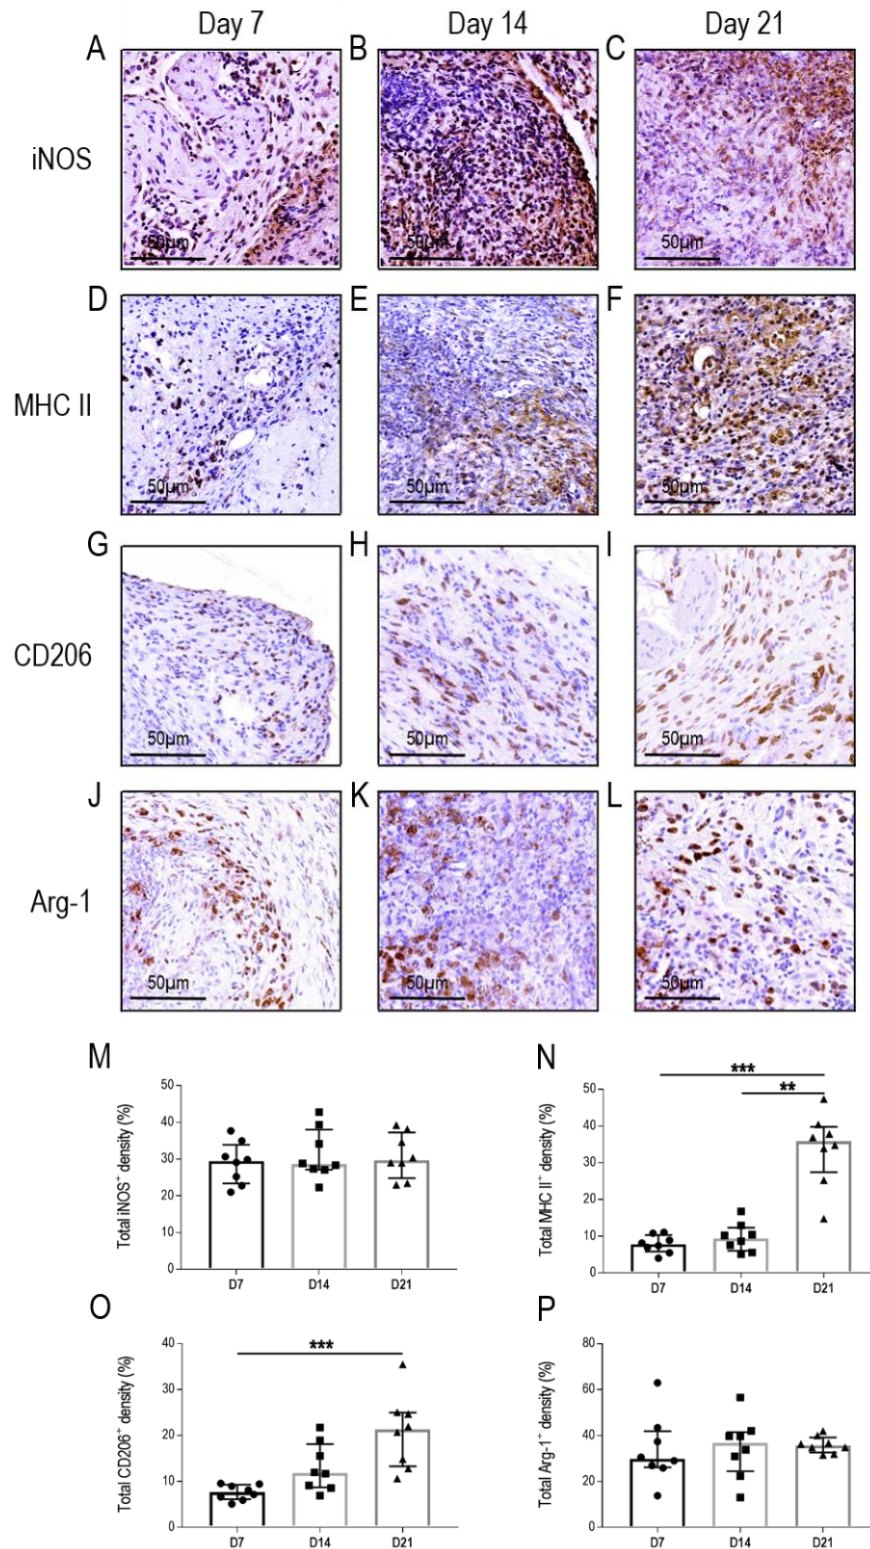 Day 7 Day 14 Day 21
A B C
iNOS
50µm 50µm 50µm
D E F
MHC II
50µm 50µm 50µm
G H I
CD206
50µm 50µm 50µm
J K L
Arg-1
50µm 50µm 50µm
M
Total iNOS⁺ density (%)
50
40
30
20
10
0
D7 D14 D21
N
***
**
Total MHC II⁺ density (%)
50
40
30
20
10
0
D7 D14 D21
O
***
Total CD206⁺ density (%)
40
30
20
10
0
D7 D14 D21
P
Total Arg-1⁺ density (%)
80
60
40
20
0
D7 D14 D21